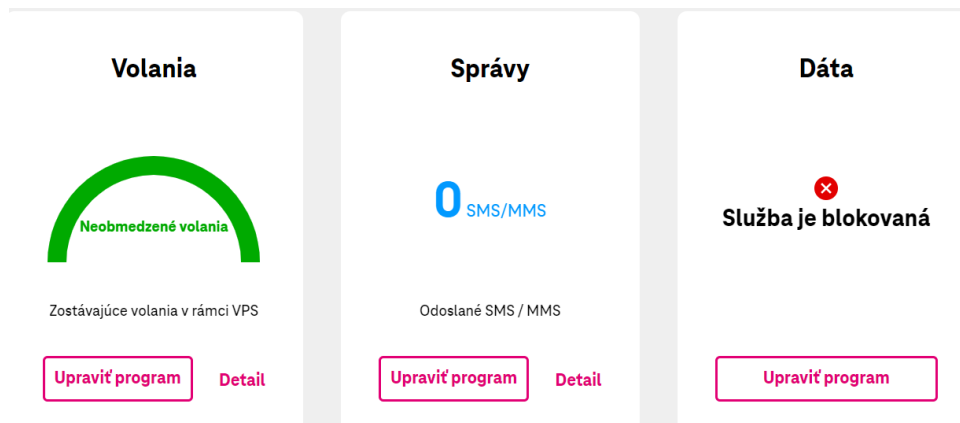 Volania
Neobmedzené volania
Zostávajúce volania v rámci VPS
Upraviť program
Detail
Správy
0 SMS/MMS
Odoslané SMS / MMS
Upraviť program
Detail
Dáta
Služba je blokovaná
Upraviť program